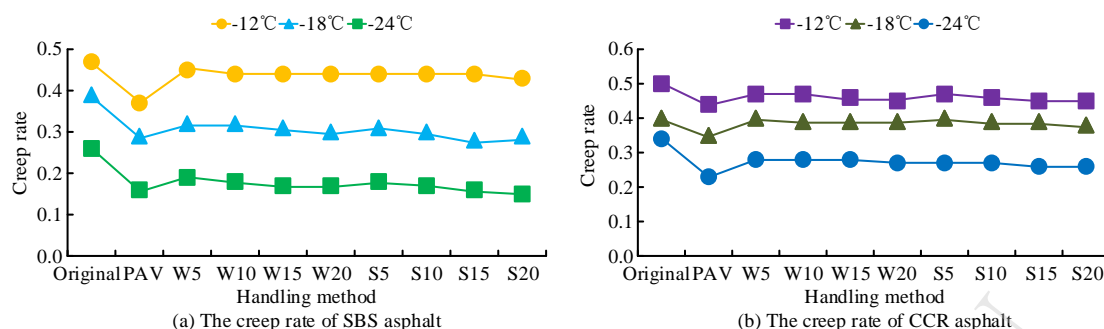 -12℃ -18℃ -24℃
0.5
0.4
0.3
0.2
0.1
0.0
Creep rate
Original PAV W5 W10 W15 W20 S5 S10 S15 S20
Handling method
(a) The creep rate of SBS asphalt
-12℃ -18℃ -24℃
0.6
0.5
0.4
0.3
0.2
0.1
0.0
Creep rate
Original PAV W5 W10 W15 W20 S5 S10 S15 S20
Handling method
(b) The creep rate of CCR asphalt